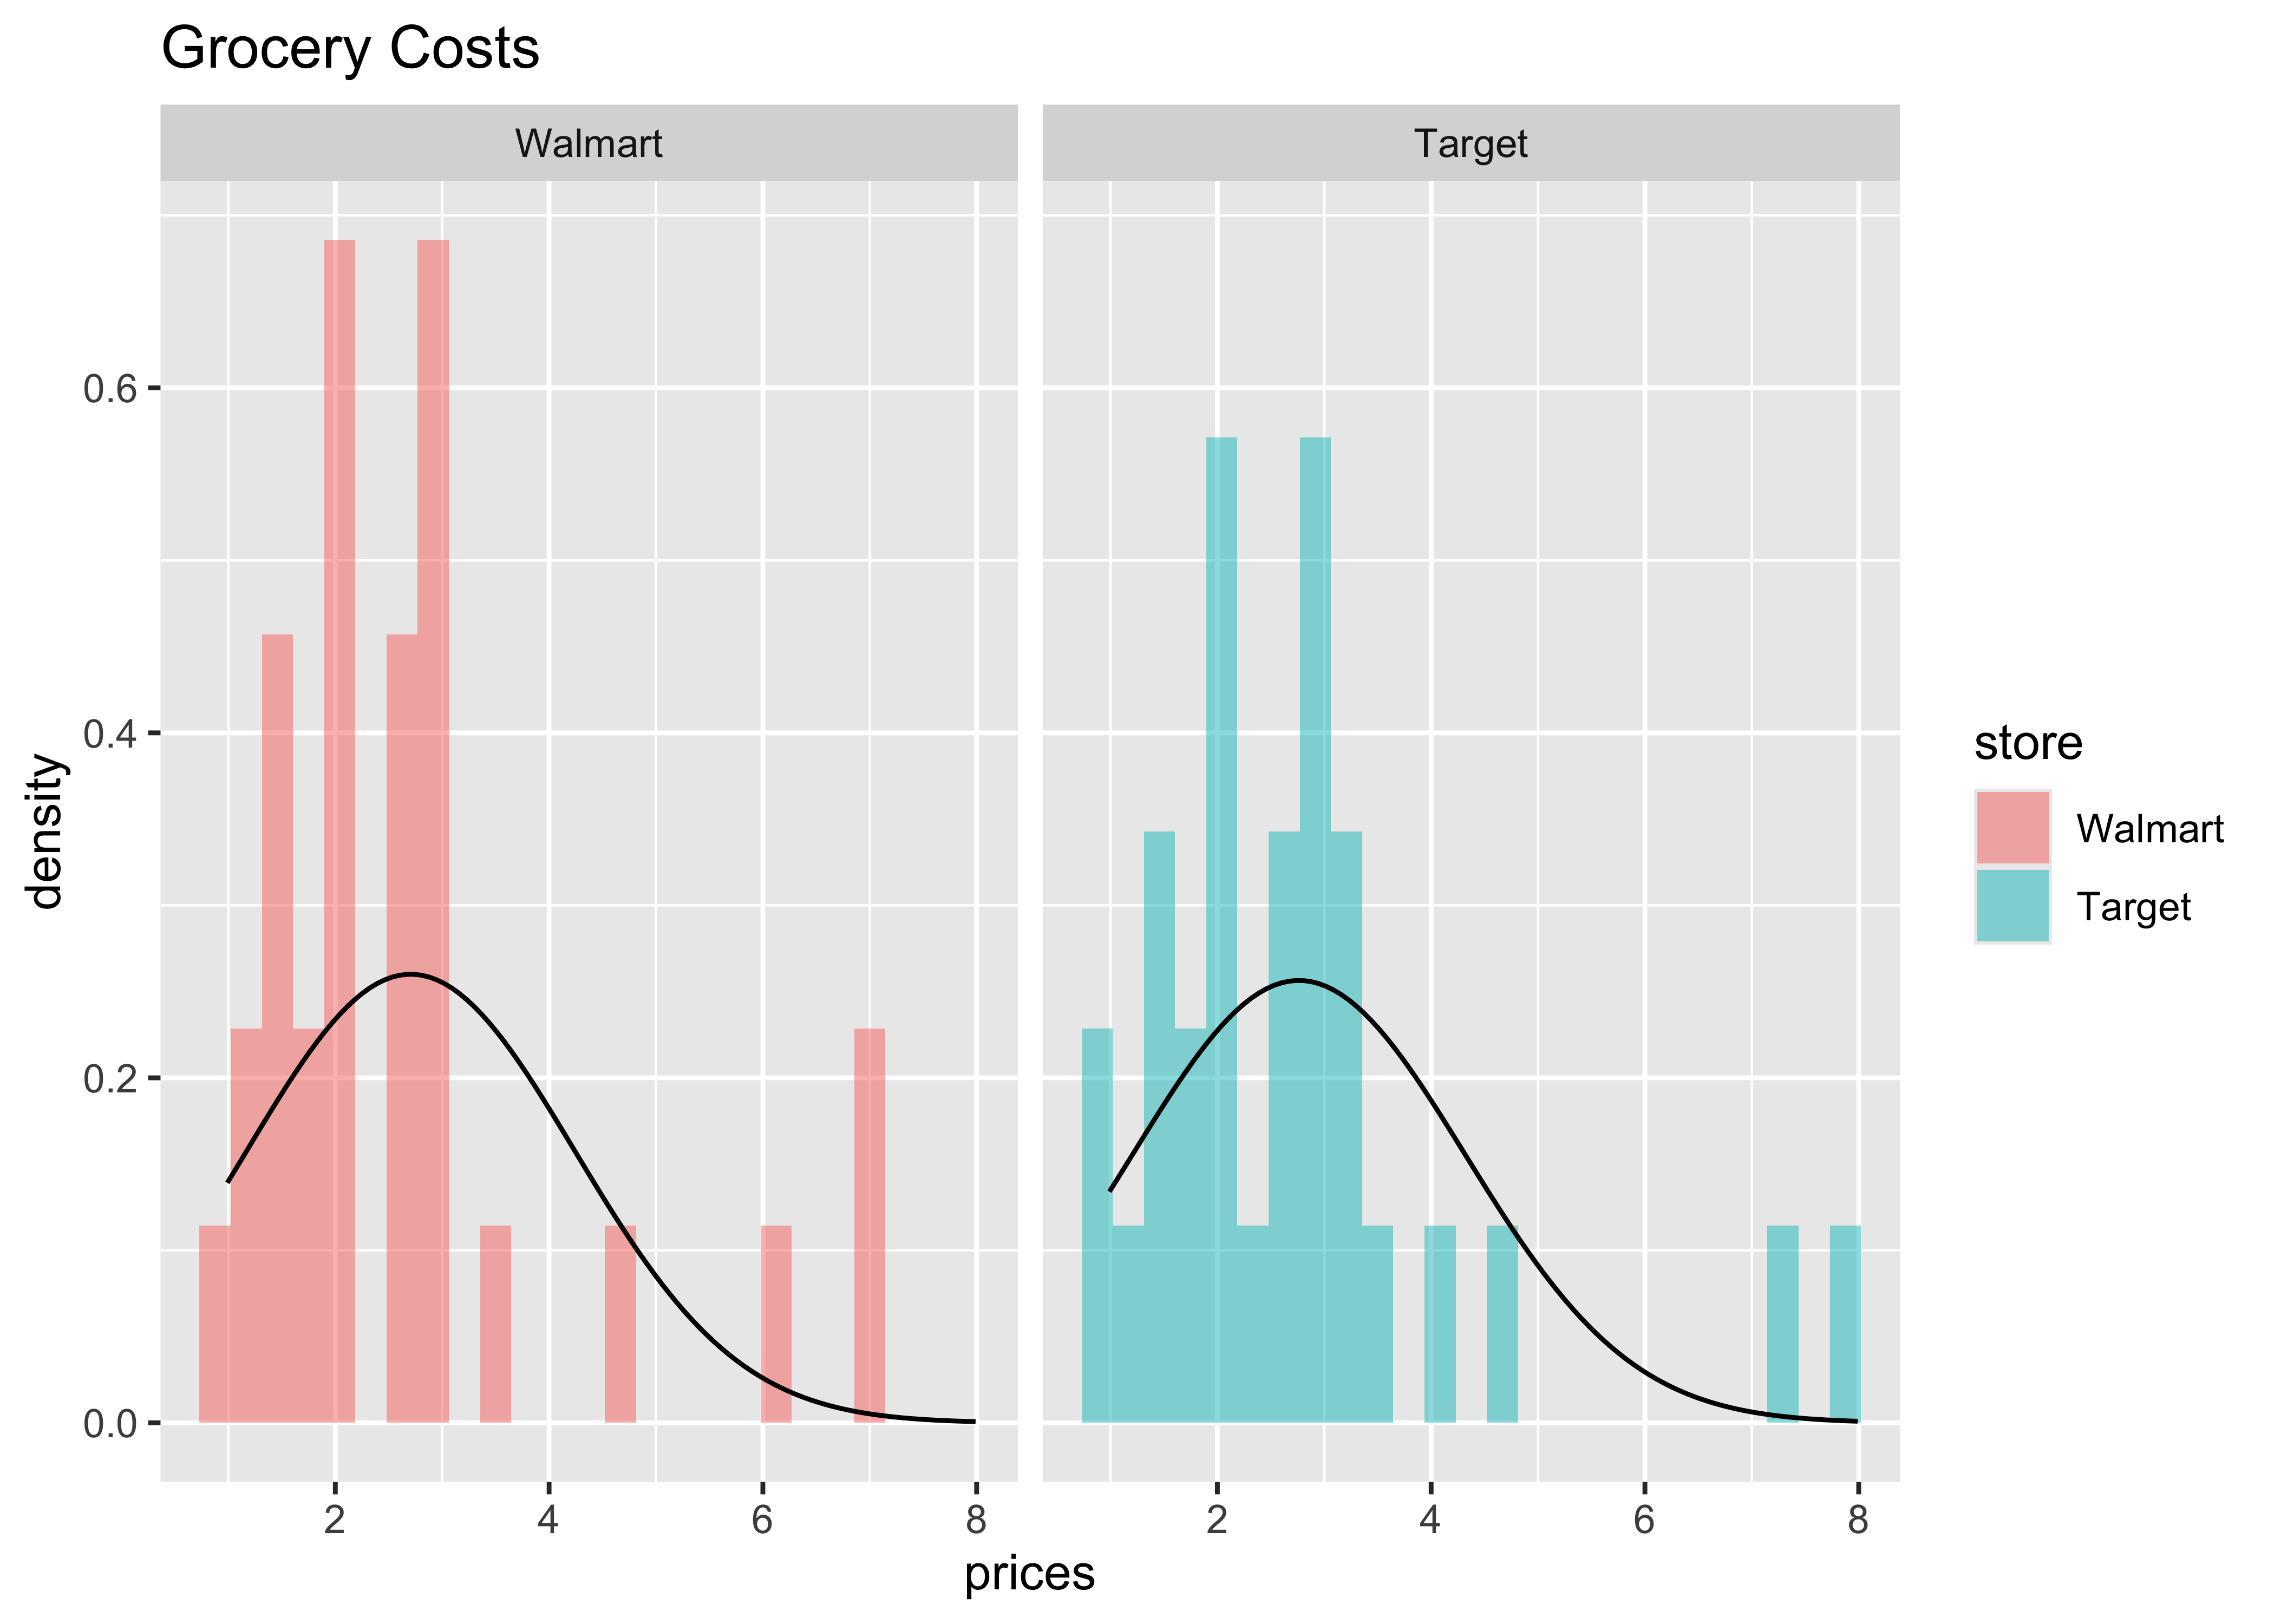 Grocery Costs
Walmart
Target
density
0.6
0.4
0.2
0.0
2 4 6 8
2 4 6 8
prices
store
Walmart
Target